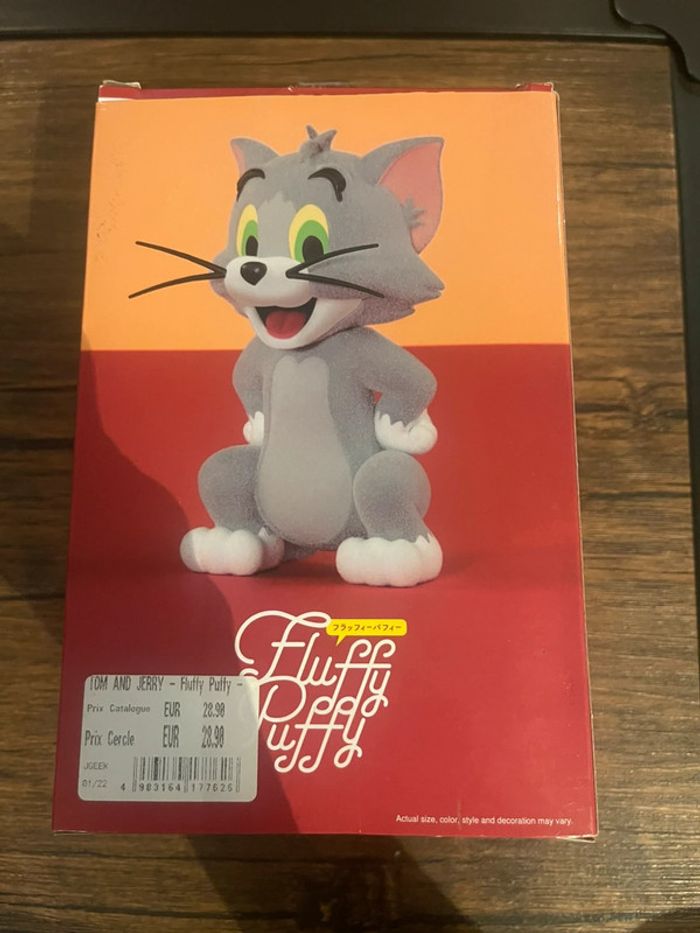 フラッフィーパフィー
Fluffy
Puffy
TOM AND JERRY - Fluffy Puffy -
Prix Catalogue EUR 28.90
Prix Cercle EUR 28.90
JGEEK
01/22
4 983164 177626
Actual size, color, style and decoration may vary.